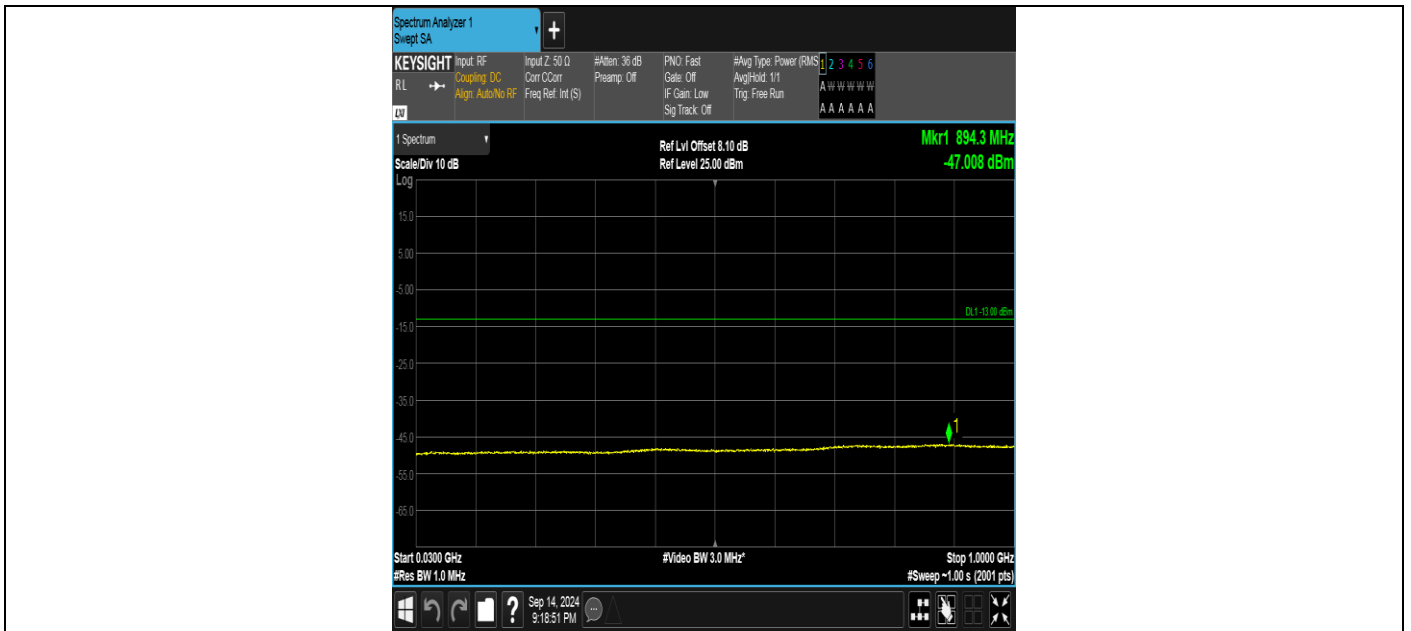 Spectrum Analyzer 1
Swept SA
+
KEYSIGHT
RL
LXI
Input: RF
Coupling: DC
Align: Auto/No RF
Input Z: 50 Ω
Corr CCorr
Freq Ref: Int (S)
#Atten: 36 dB
Preamp: Off
PNO: Fast
Gate: Off
IF Gain: Low
Sig Track: Off
#Avg Type: Power (RMS
Avg|Hold: 1/1
Trig: Free Run
1 2 3 4 5 6
A W W W W W
A A A A A A
1 Spectrum
Scale/Div 10 dB
Log
Ref Lvl Offset 8.10 dB
Ref Level 25.00 dBm
Mkr1 894.3 MHz
-47.008 dBm
15.0
5.00
-5.00
DL1 -13.00 dBm
-15.0
-25.0
-35.0
1
-45.0
-55.0
-65.0
Start 0.0300 GHz
#Res BW 1.0 MHz
#Video BW 3.0 MHz*
Stop 1.0000 GHz
#Sweep ~1.00 s (2001 pts)
?
Sep 14, 2024
9:18:51 PM